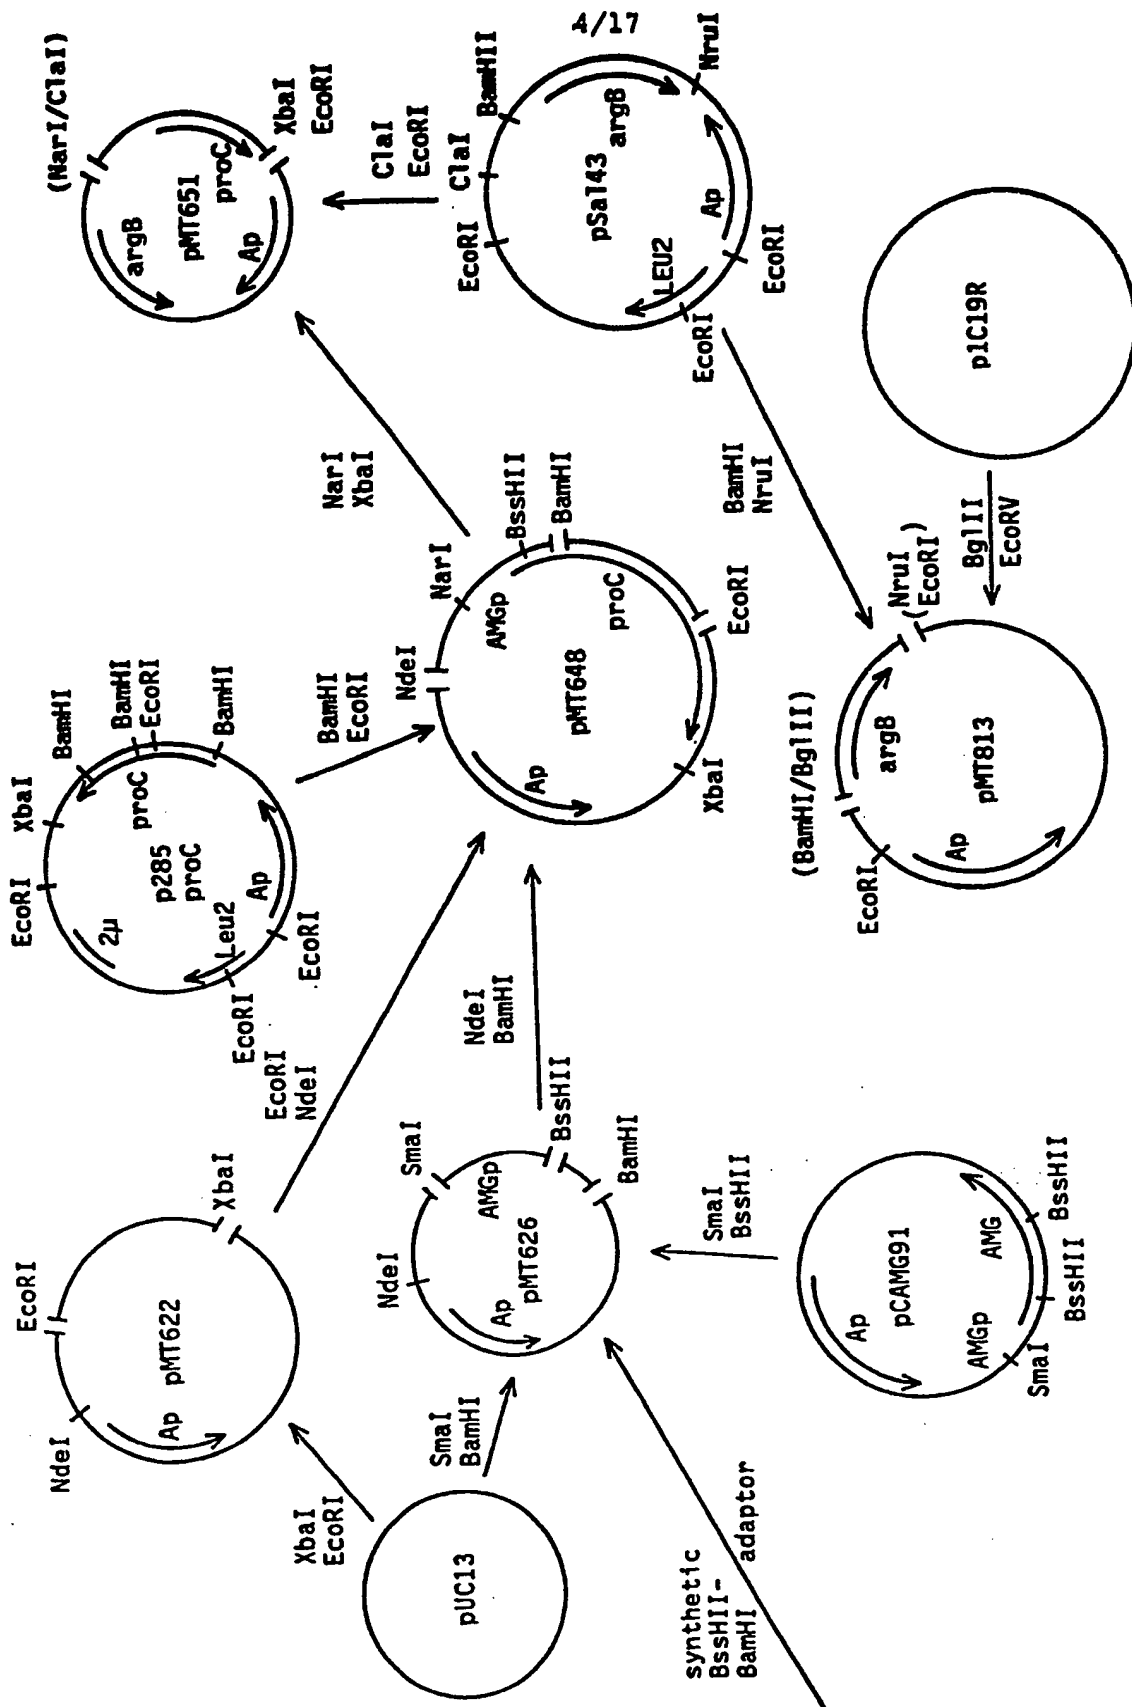 4/17
(NarI/ClaI)
argB
pMT651
proC
Ap
XbaI
EcoRI
ClaI
EcoRI
EcoRI
ClaI
BamHII
pSal43
argB
LEU2
Ap
NruI
EcoRI
EcoRI
NarI
XbaI
BamHI
NruI
p1C19R
BglII
EcoRV
EcoRI
XbaI
BamHI
BamHI
EcoRI
BamHI
2μ
proC
p285
proC
Leu2
Ap
EcoRI
EcoRI
BamHI
EcoRI
NdeI
NarI
BssHII
BamHI
AMGp
pMT648
proC
Ap
EcoRI
XbaI
(BamHI/BglII)
(NruI
EcoRI)
EcoRI
argB
pMT813
Ap
EcoRI
NdeI
NdeI
BamHI
EcoRI
NdeI
pMT622
Ap
XbaI
SmaI
NdeI
AMGp
pMT626
Ap
BssHII
BamHI
SmaI
BssHII
Ap
pCAMG91
AMGp
AMG
SmaI
BssHII
BssHII
XbaI
EcoRI
pUC13
SmaI
BamHI
synthetic
BssHII-
BamHI adaptor